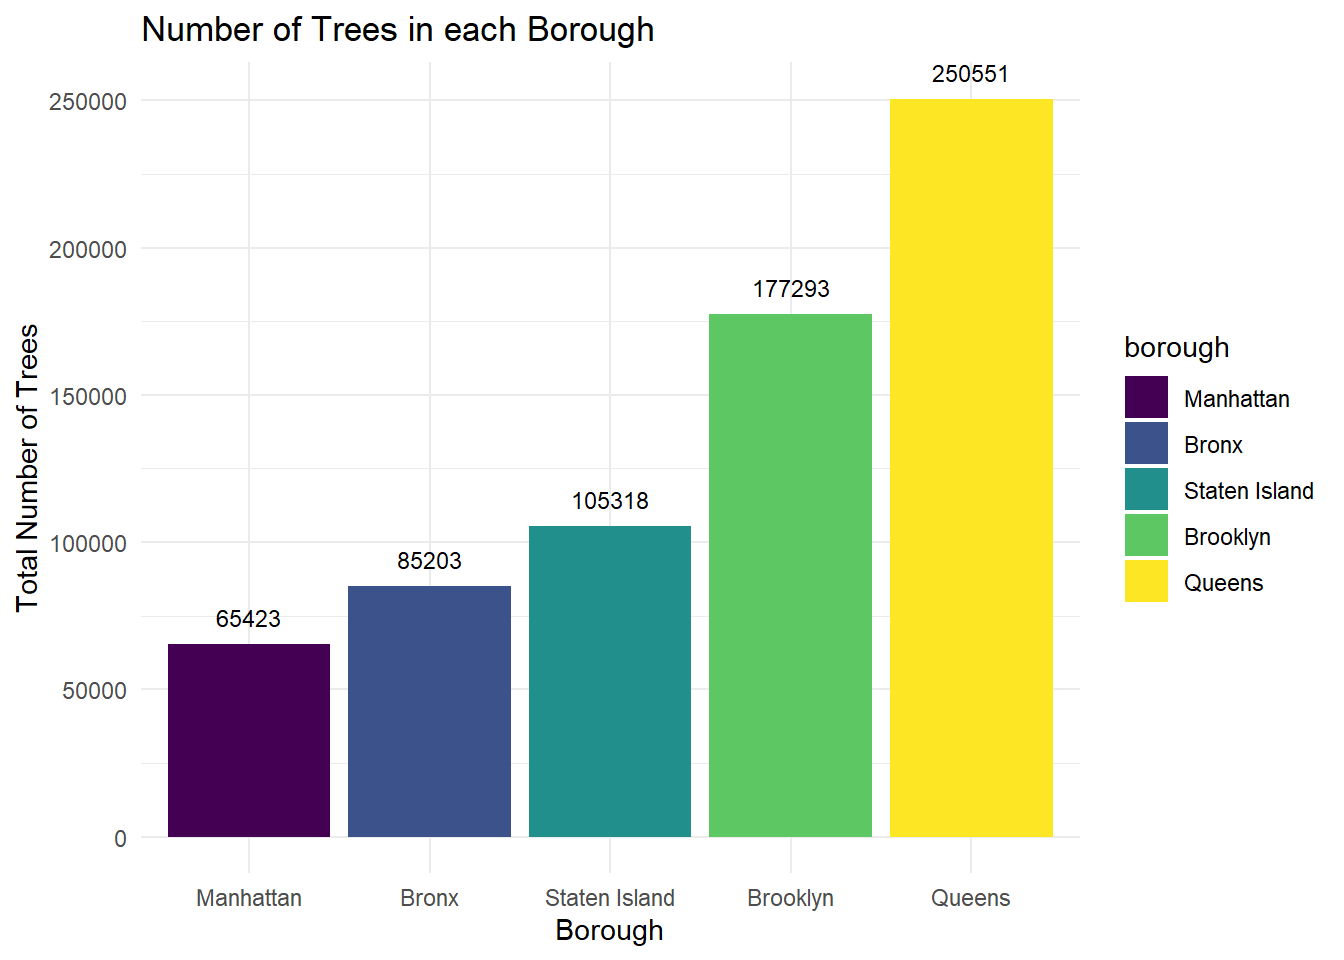 Number of Trees in each Borough
Total Number of Trees
250000
200000
150000
100000
50000
0
65423
85203
105318
177293
250551
Manhattan
Bronx
Staten Island
Brooklyn
Queens
Borough
borough
Manhattan
Bronx
Staten Island
Brooklyn
Queens